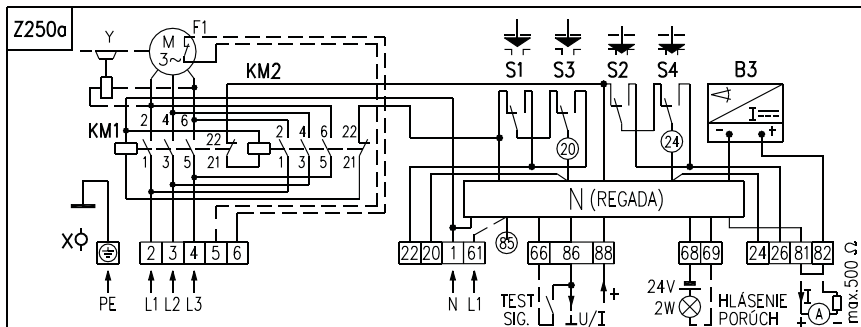 Z250a
Y
M
3~
F1
KM2
S1
S3
S2
S4
B3
I
- +
2 4 6
22
2 4 6
22
KM1
1 3 5
21
1 3 5
21
20
24
N (REGADA)
X
2 3 4 5 6
22 20 1 61
85
66 86 88
68 69
24 26 81 82
PE
L1 L2 L3
N L1
TEST
SIG.
U/I
+
24V
2W
HLÁSENIE
PORÚCH
I
A
- +
max.500 Ω